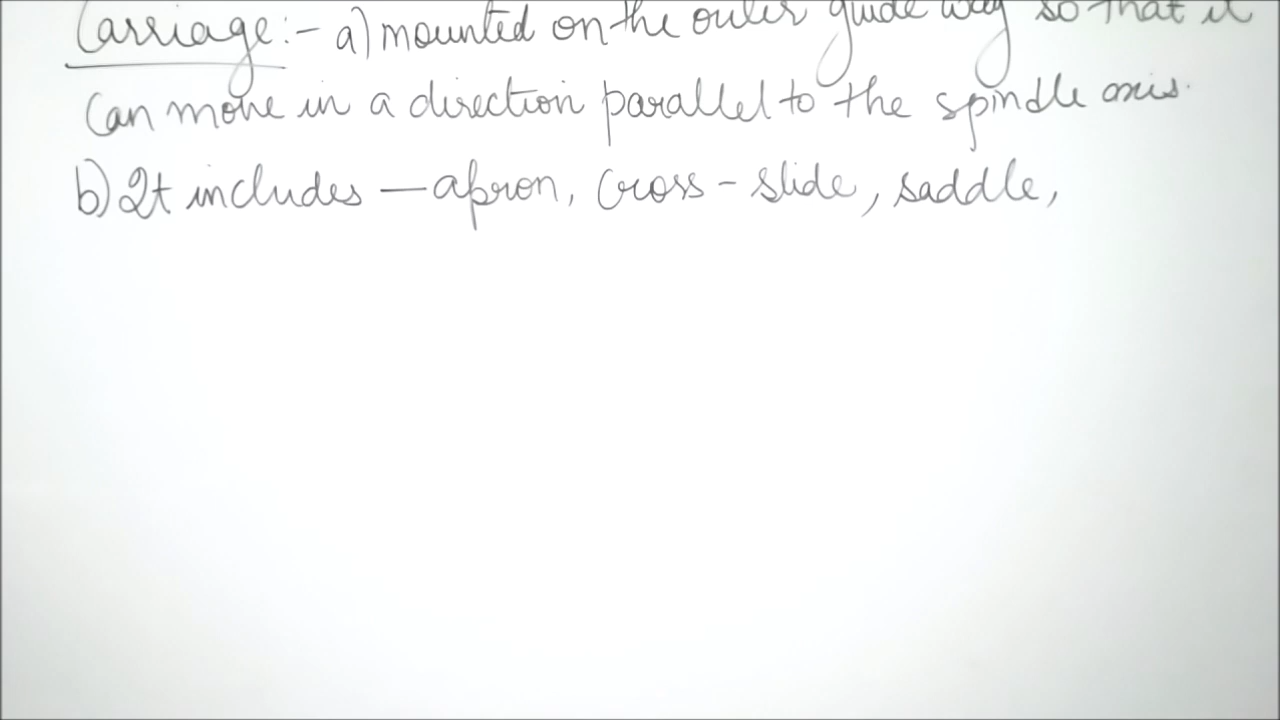 Carriage:- a) mounted on the outer guide way so that it
can move in a direction parallel to the spindle axis.
b) It includes — apron, cross - slide, saddle,